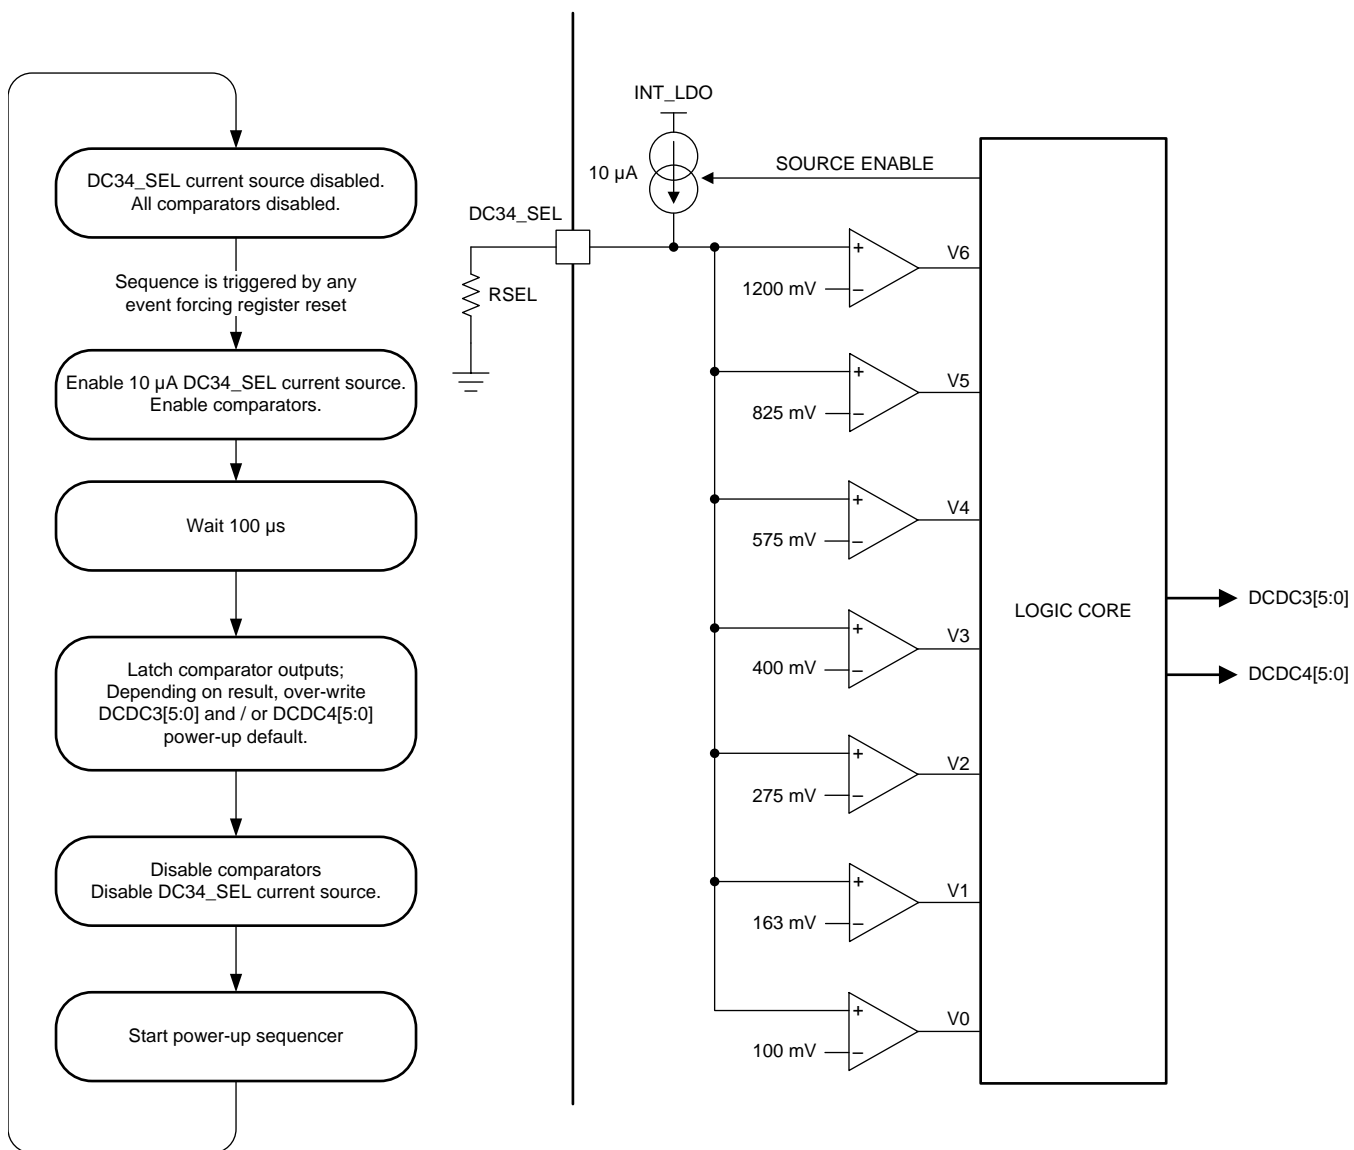 DC34_SEL current source disabled.
All comparators disabled.
Sequence is triggered by any
event forcing register reset
Enable 10 µA DC34_SEL current source.
Enable comparators.
Wait 100 µs
Latch comparator outputs;
Depending on result, over-write
DCDC3[5:0] and / or DCDC4[5:0]
power-up default.
Disable comparators
Disable DC34_SEL current source.
Start power-up sequencer
INT_LDO
10 µA
SOURCE ENABLE
DC34_SEL
RSEL
+
V6
1200 mV
–
+
V5
825 mV
–
+
V4
575 mV
–
+
V3
400 mV
–
+
V2
275 mV
–
+
V1
163 mV
–
+
V0
100 mV
–
LOGIC CORE
DCDC3[5:0]
DCDC4[5:0]